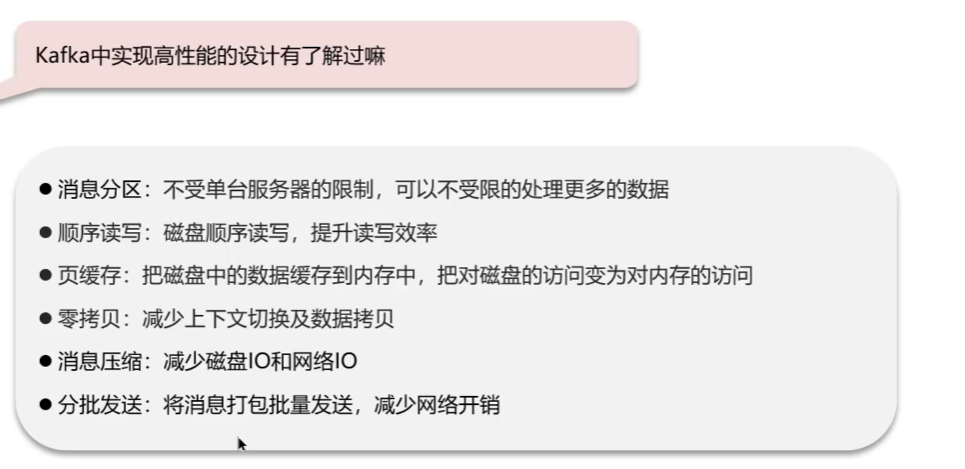 Kafka中实现高性能的设计有了解过嘛
● 消息分区：不受单台服务器的限制，可以不受限的处理更多的数据
● 顺序读写：磁盘顺序读写，提升读写效率
● 页缓存：把磁盘中的数据缓存到内存中，把对磁盘的访问变为对内存的访问
● 零拷贝：减少上下文切换及数据拷贝
● 消息压缩：减少磁盘IO和网络IO
● 分批发送：将消息打包批量发送，减少网络开销